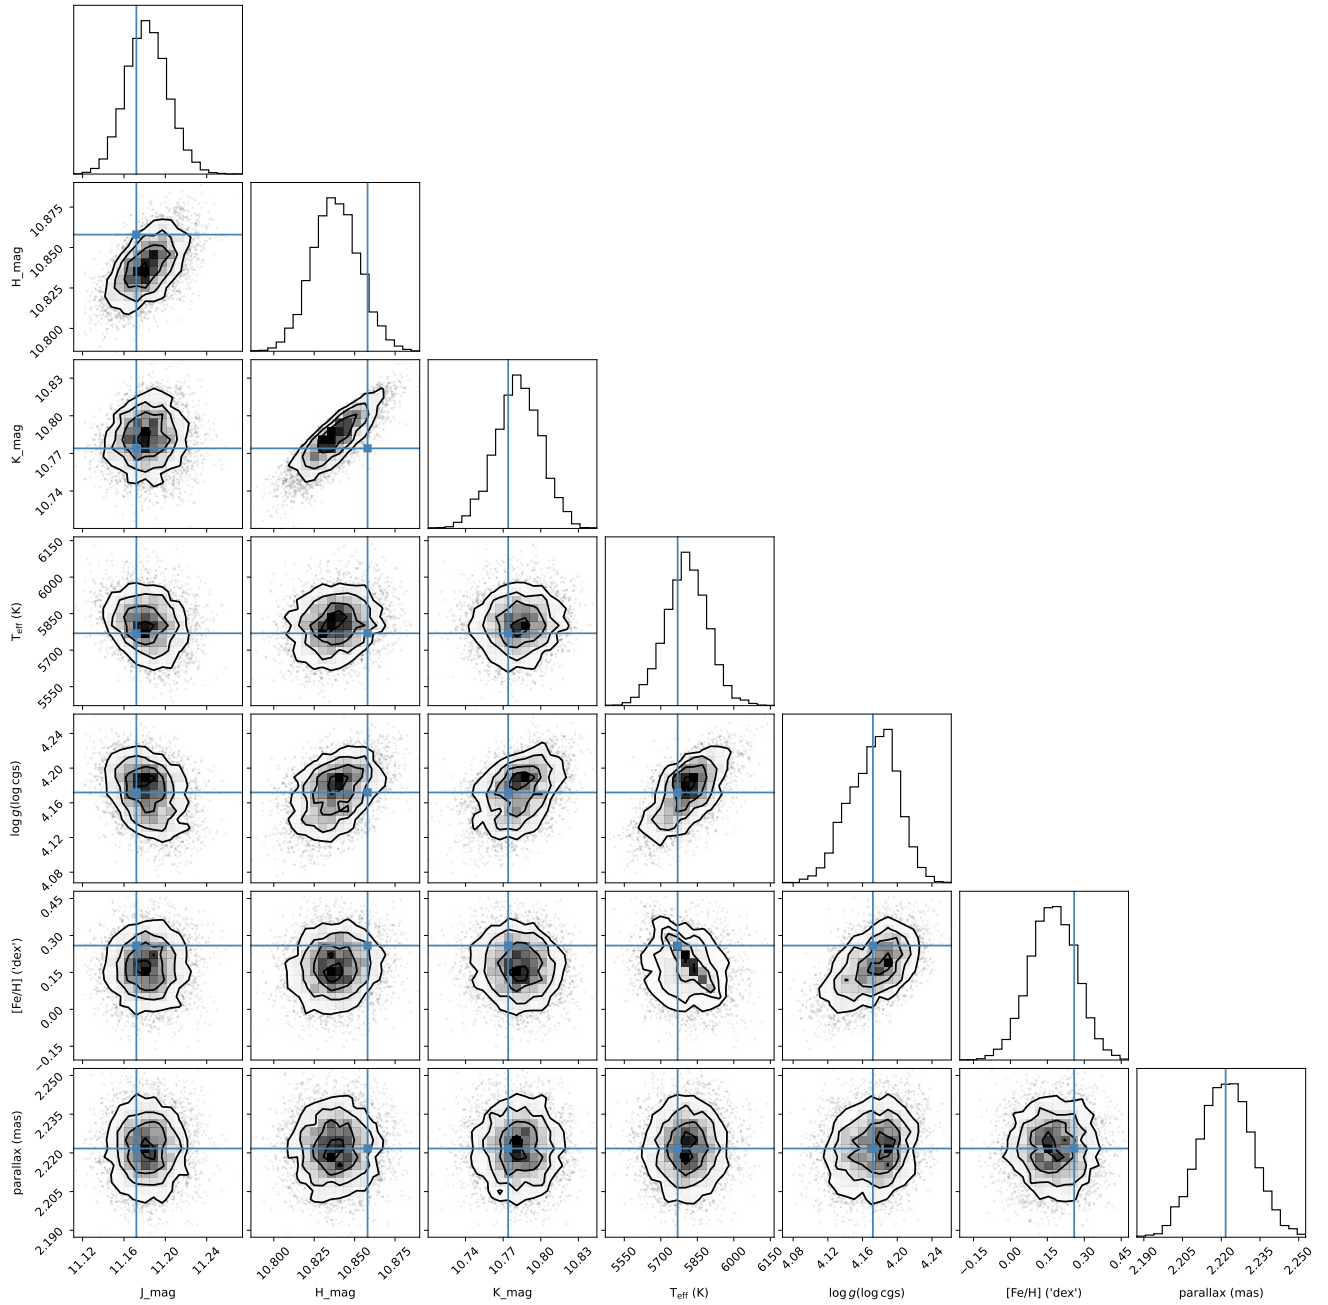 H_mag
10.875
10.850
10.825
10.800
K_mag
10.83
10.80
10.77
10.74
T_eff (K)
6150
6000
5850
5700
5550
log g(log cgs)
4.24
4.20
4.16
4.12
4.08
[Fe/H] ('dex')
0.45
0.30
0.15
0.00
−0.15
parallax (mas)
2.250
2.235
2.220
2.205
2.190
11.12 11.16 11.20 11.24
10.800 10.825 10.850 10.875
10.74 10.77 10.80 10.83
5550 5700 5850 6000 6150
4.08 4.12 4.16 4.20 4.24
−0.15 0.00 0.15 0.30 0.45
2.190 2.205 2.220 2.235 2.250
J_mag H_mag K_mag T_eff (K) log g(log cgs) [Fe/H] ('dex') parallax (mas)